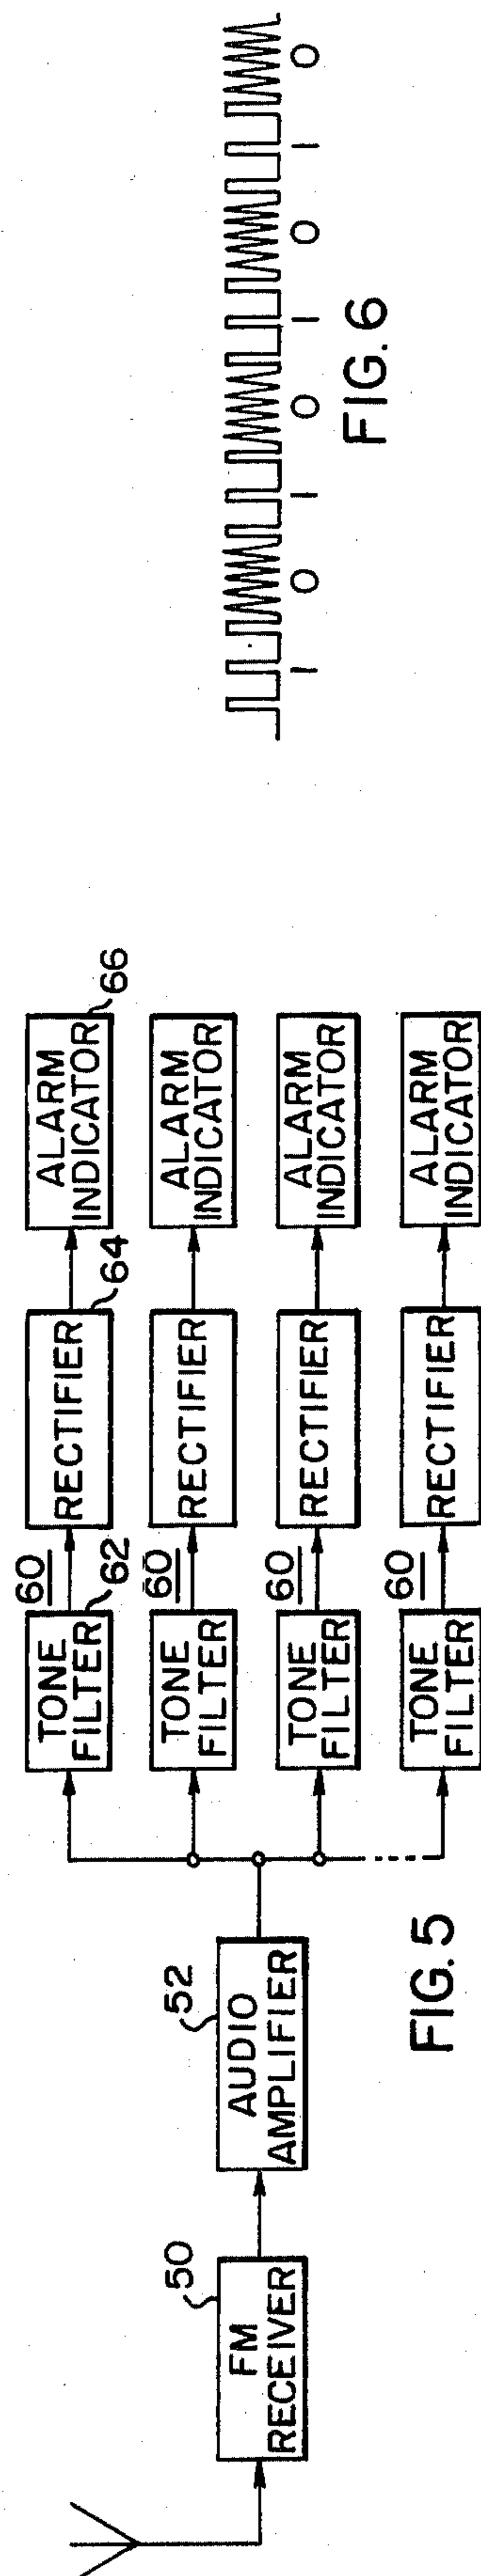 50
FM
RECEIVER
52
AUDIO
AMPLIFIER
60
62
TONE
FILTER
64
RECTIFIER
66
ALARM
INDICATOR
60
TONE
FILTER
RECTIFIER
ALARM
INDICATOR
60
TONE
FILTER
RECTIFIER
ALARM
INDICATOR
60
TONE
FILTER
RECTIFIER
ALARM
INDICATOR
FIG. 5
1 0 1 0 1 0 1 0
FIG. 6